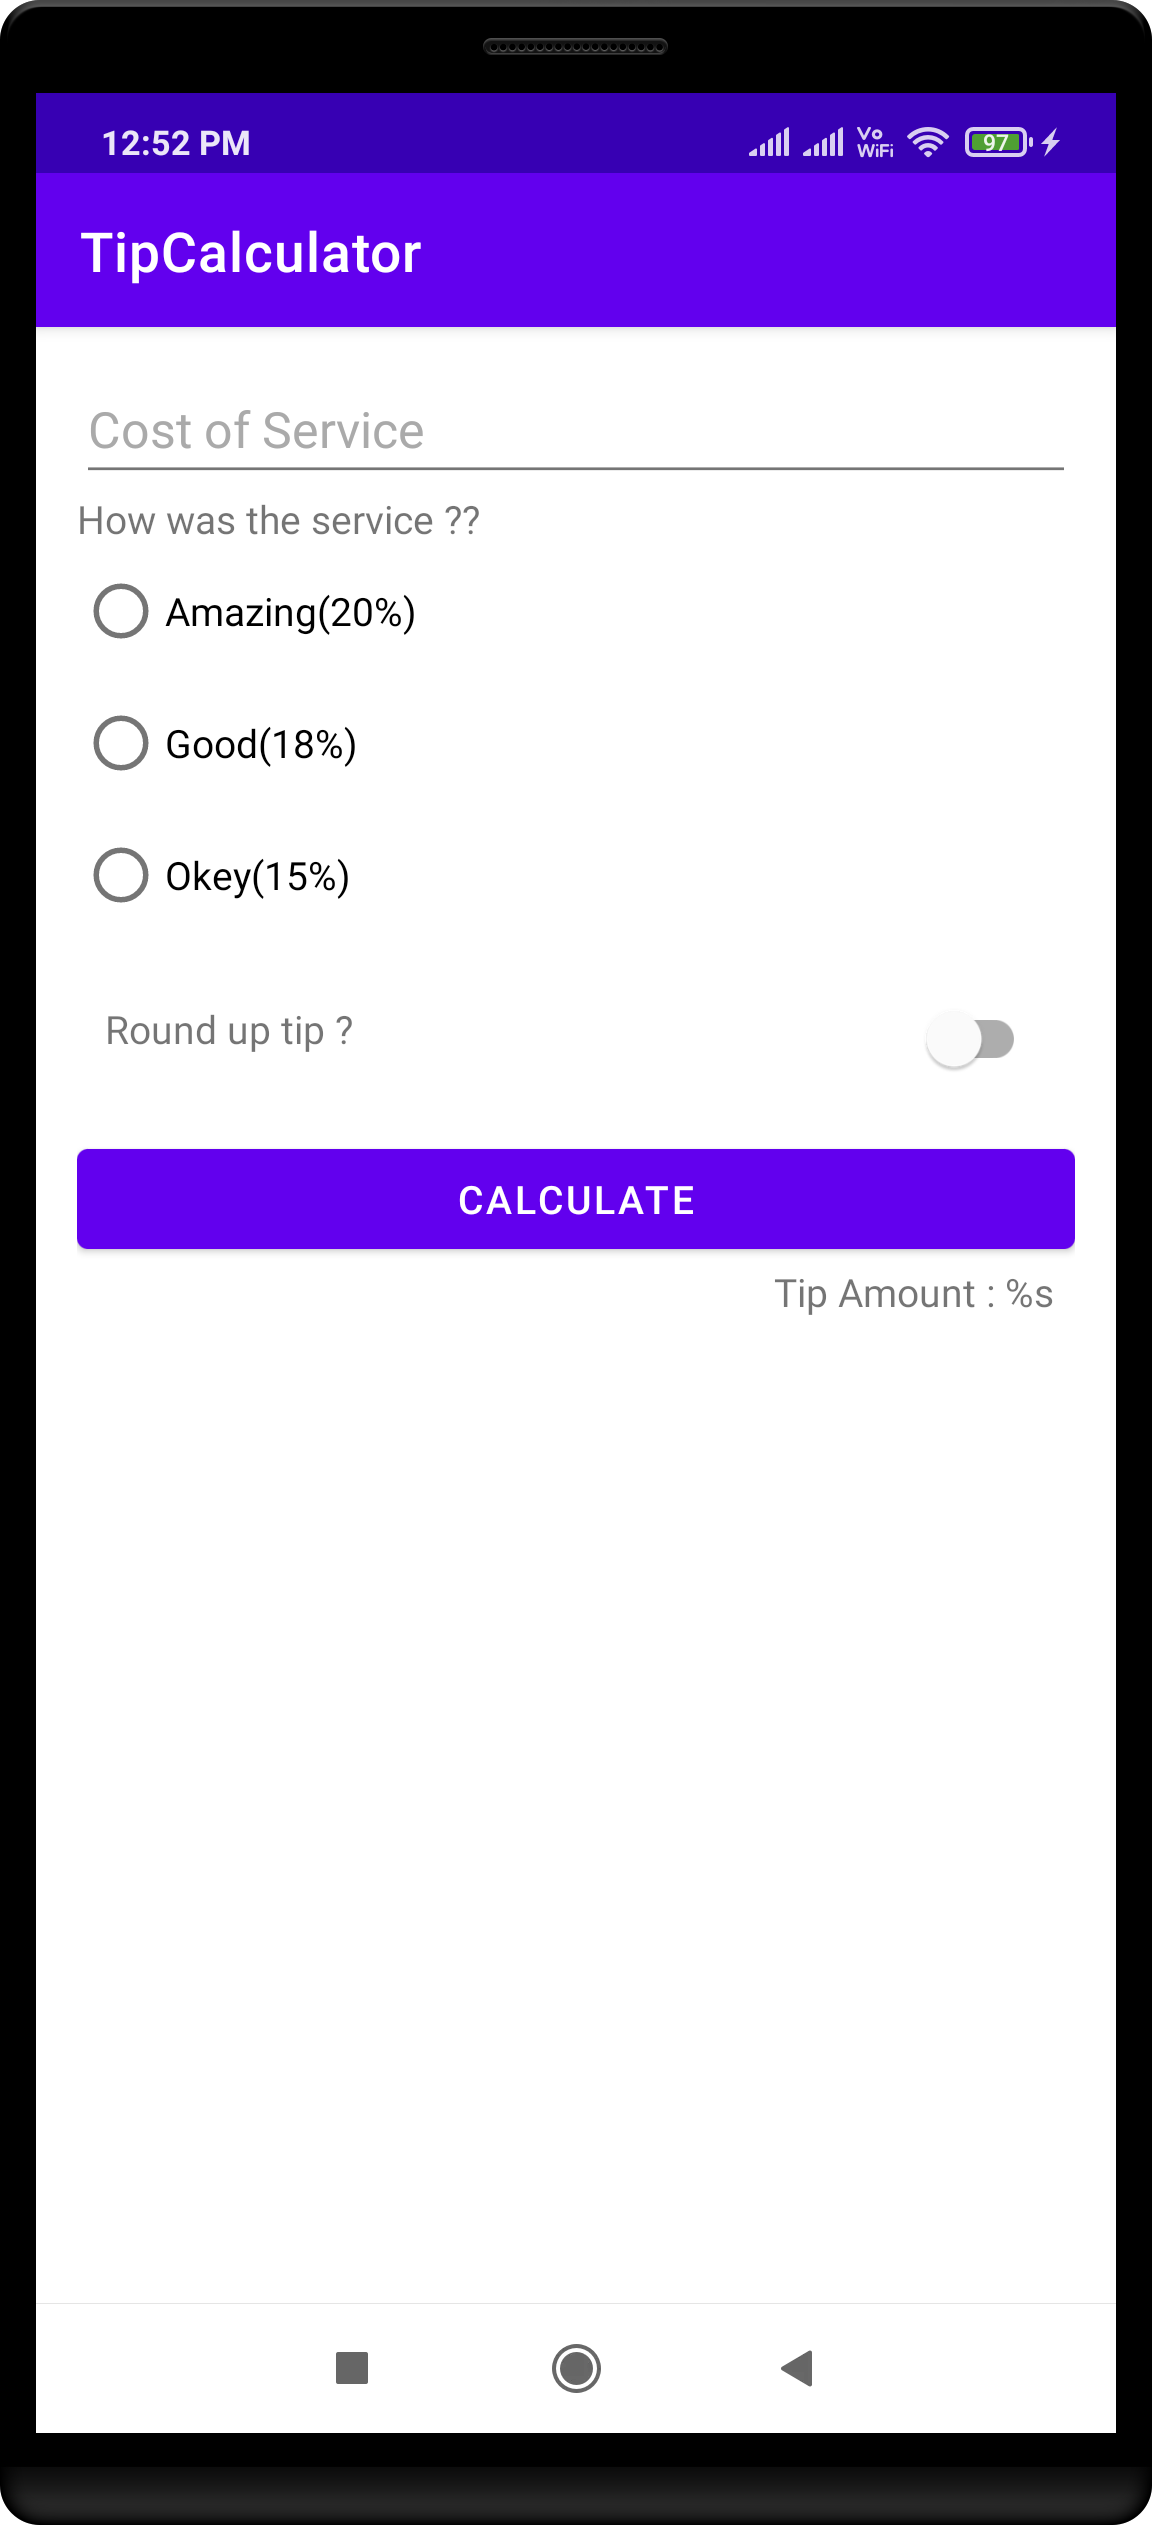 12:52 PM Vo WiFi 97
TipCalculator
Cost of Service
How was the service ??
Amazing(20%)
Good(18%)
Okey(15%)
Round up tip ?
CALCULATE
Tip Amount : %s